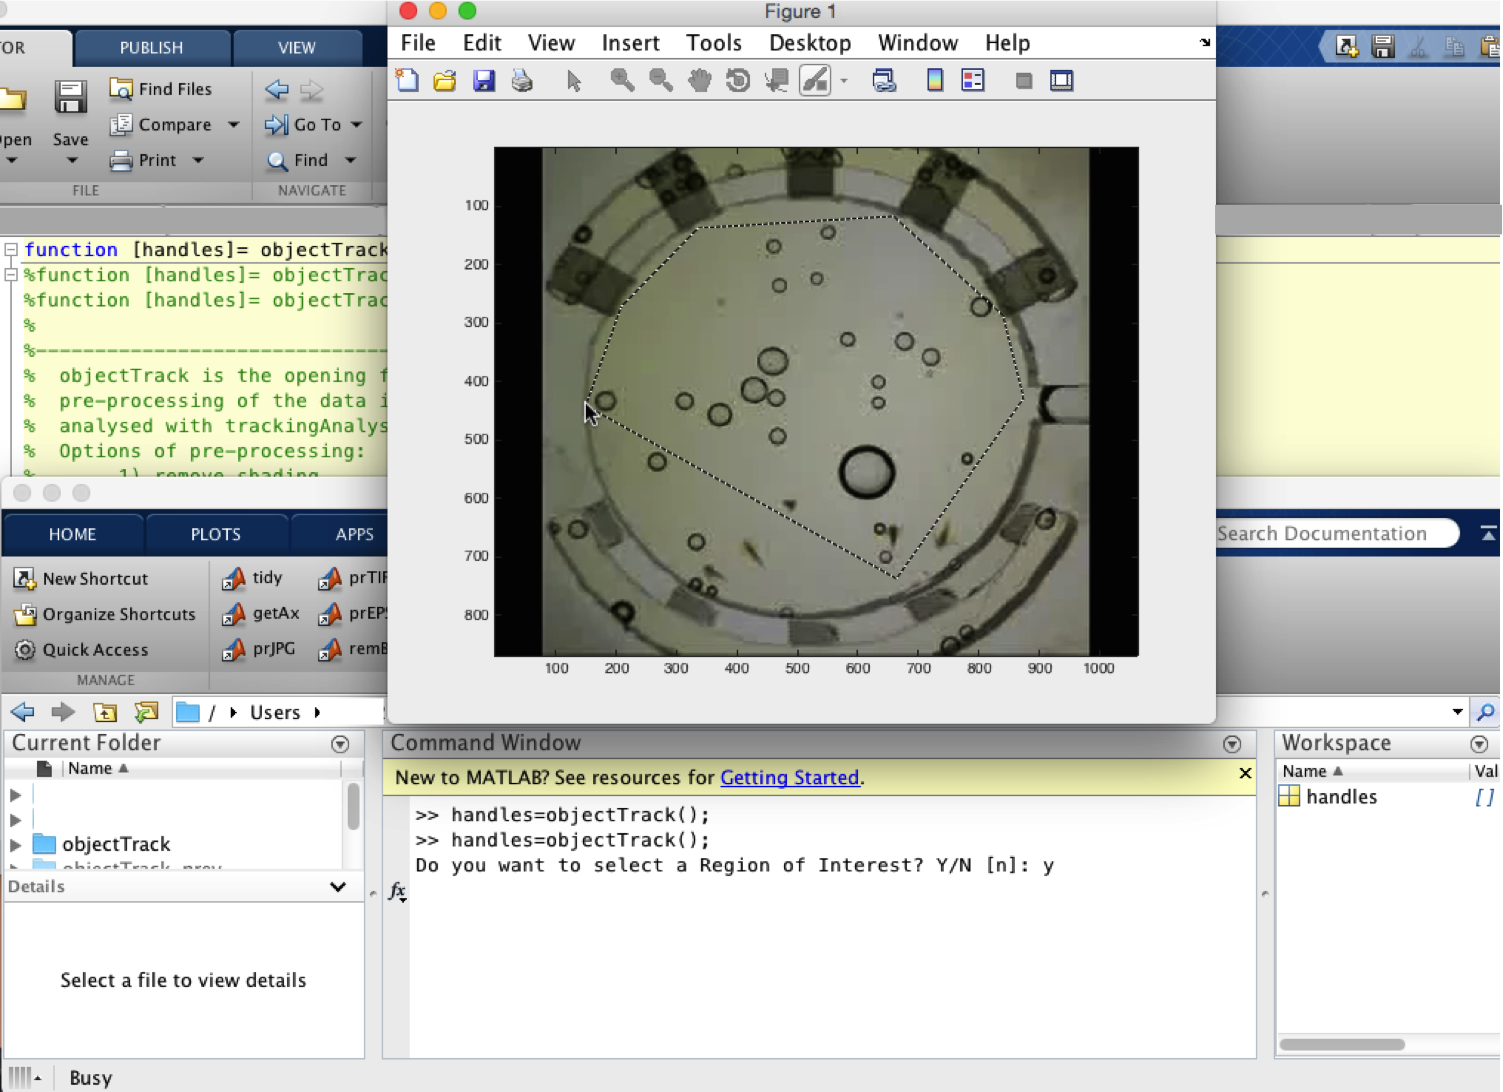 Figure 1
File Edit View Insert Tools Desktop Window Help
PUBLISH VIEW
Find Files
Compare Go To
Save
Print Find
FILE NAVIGATE
100
200
300
400
500
600
700
800
100 200 300 400 500 600 700 800 900 1000
function [handles]= objectTrack
%function [handles]= objectTrac
%function [handles]= objectTrac
%
%------------------------------
% objectTrack is the opening f
% pre-processing of the data i
% analysed with trackingAnalys
% Options of pre-processing:
% 1) remove shading
HOME PLOTS APPS
Search Documentation
New Shortcut tidy prTIF
Organize Shortcuts getAx prEPS
Quick Access prJPG remB
MANAGE
/ Users
Current Folder
Name
objectTrack
objectTrack_prev
Details
Select a file to view details
Command Window
New to MATLAB? See resources for Getting Started.
>> handles=objectTrack();
>> handles=objectTrack();
Do you want to select a Region of Interest? Y/N [n]: y
fx
Workspace
Name Val
handles []
Busy